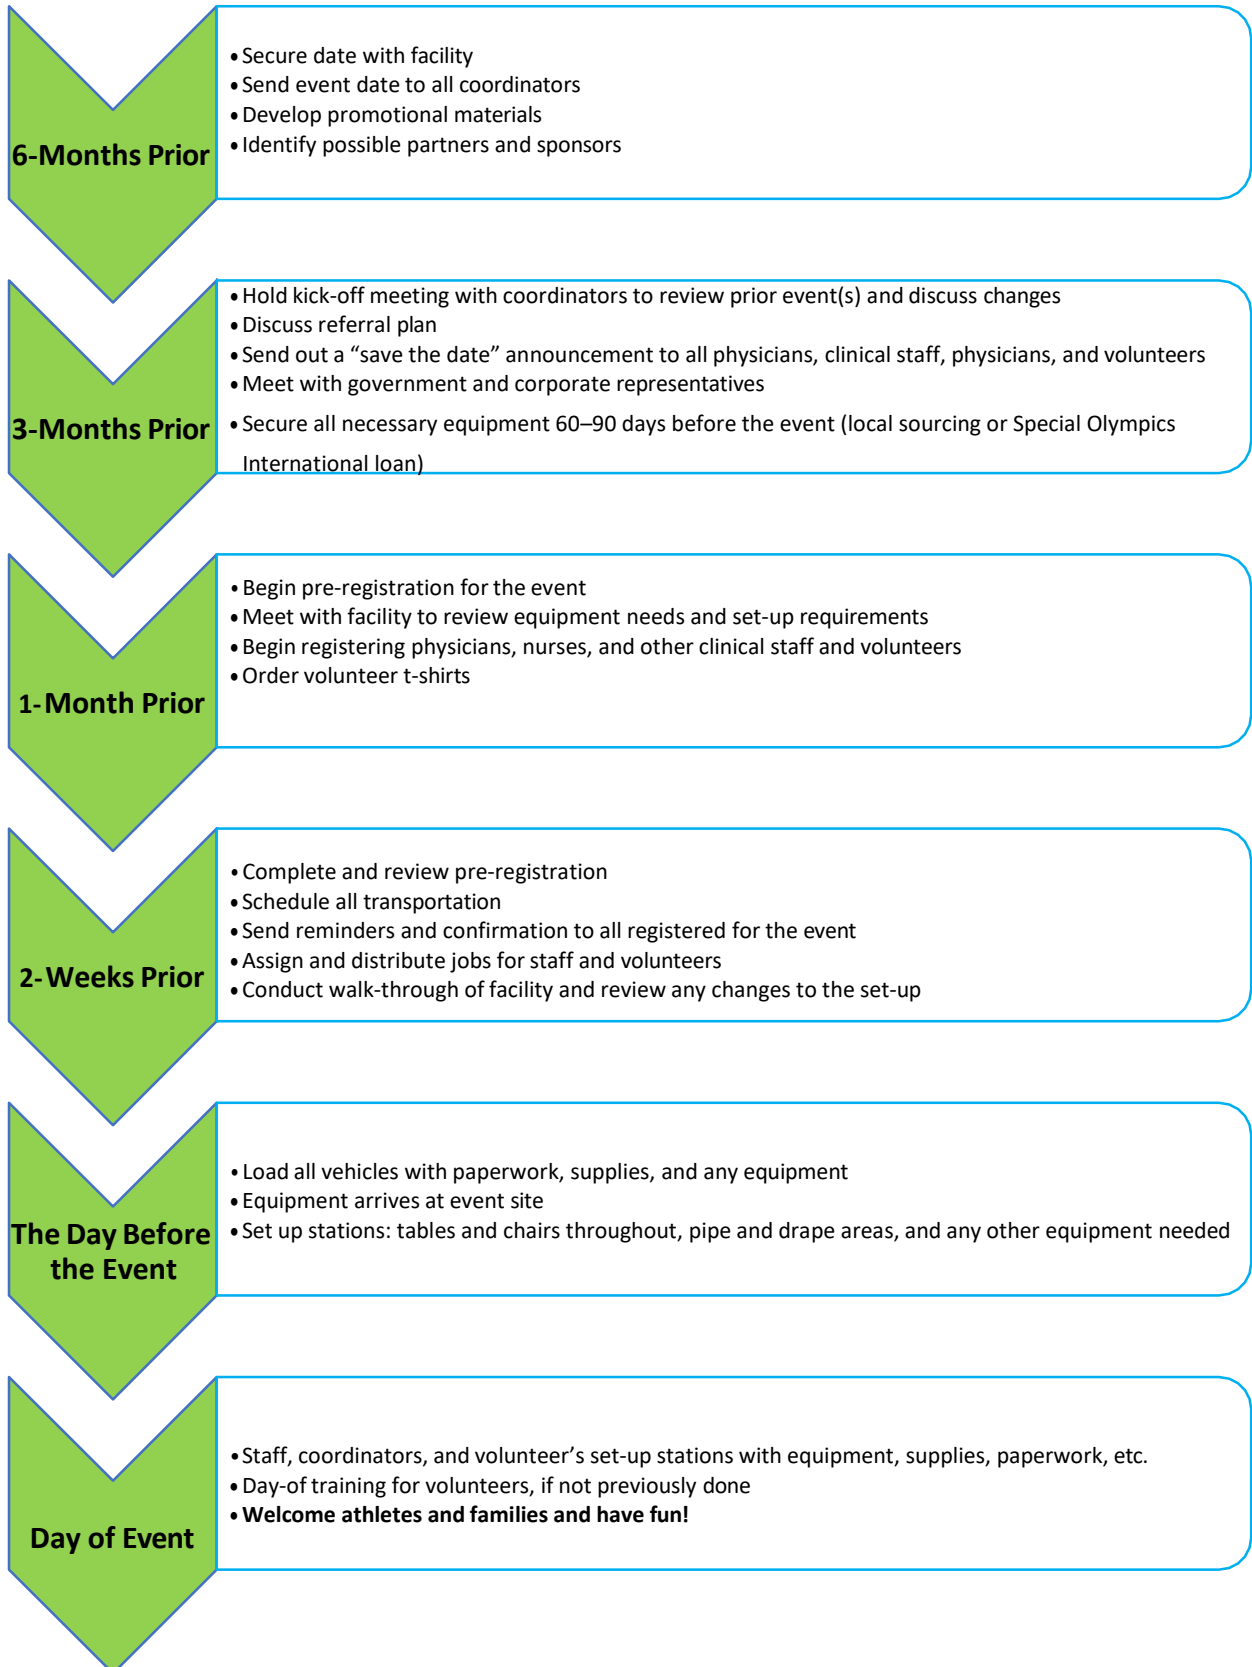 6-Months Prior
• Secure date with facility
• Send event date to all coordinators
• Develop promotional materials
• Identify possible partners and sponsors
3-Months Prior
• Hold kick-off meeting with coordinators to review prior event(s) and discuss changes
• Discuss referral plan
• Send out a “save the date” announcement to all physicians, clinical staff, physicians, and volunteers
• Meet with government and corporate representatives
• Secure all necessary equipment 60–90 days before the event (local sourcing or Special Olympics
International loan)
1-Month Prior
• Begin pre-registration for the event
• Meet with facility to review equipment needs and set-up requirements
• Begin registering physicians, nurses, and other clinical staff and volunteers
• Order volunteer t-shirts
2-Weeks Prior
• Complete and review pre-registration
• Schedule all transportation
• Send reminders and confirmation to all registered for the event
• Assign and distribute jobs for staff and volunteers
• Conduct walk-through of facility and review any changes to the set-up
The Day Before
the Event
• Load all vehicles with paperwork, supplies, and any equipment
• Equipment arrives at event site
• Set up stations: tables and chairs throughout, pipe and drape areas, and any other equipment needed
Day of Event
• Staff, coordinators, and volunteer’s set-up stations with equipment, supplies, paperwork, etc.
• Day-of training for volunteers, if not previously done
• Welcome athletes and families and have fun!